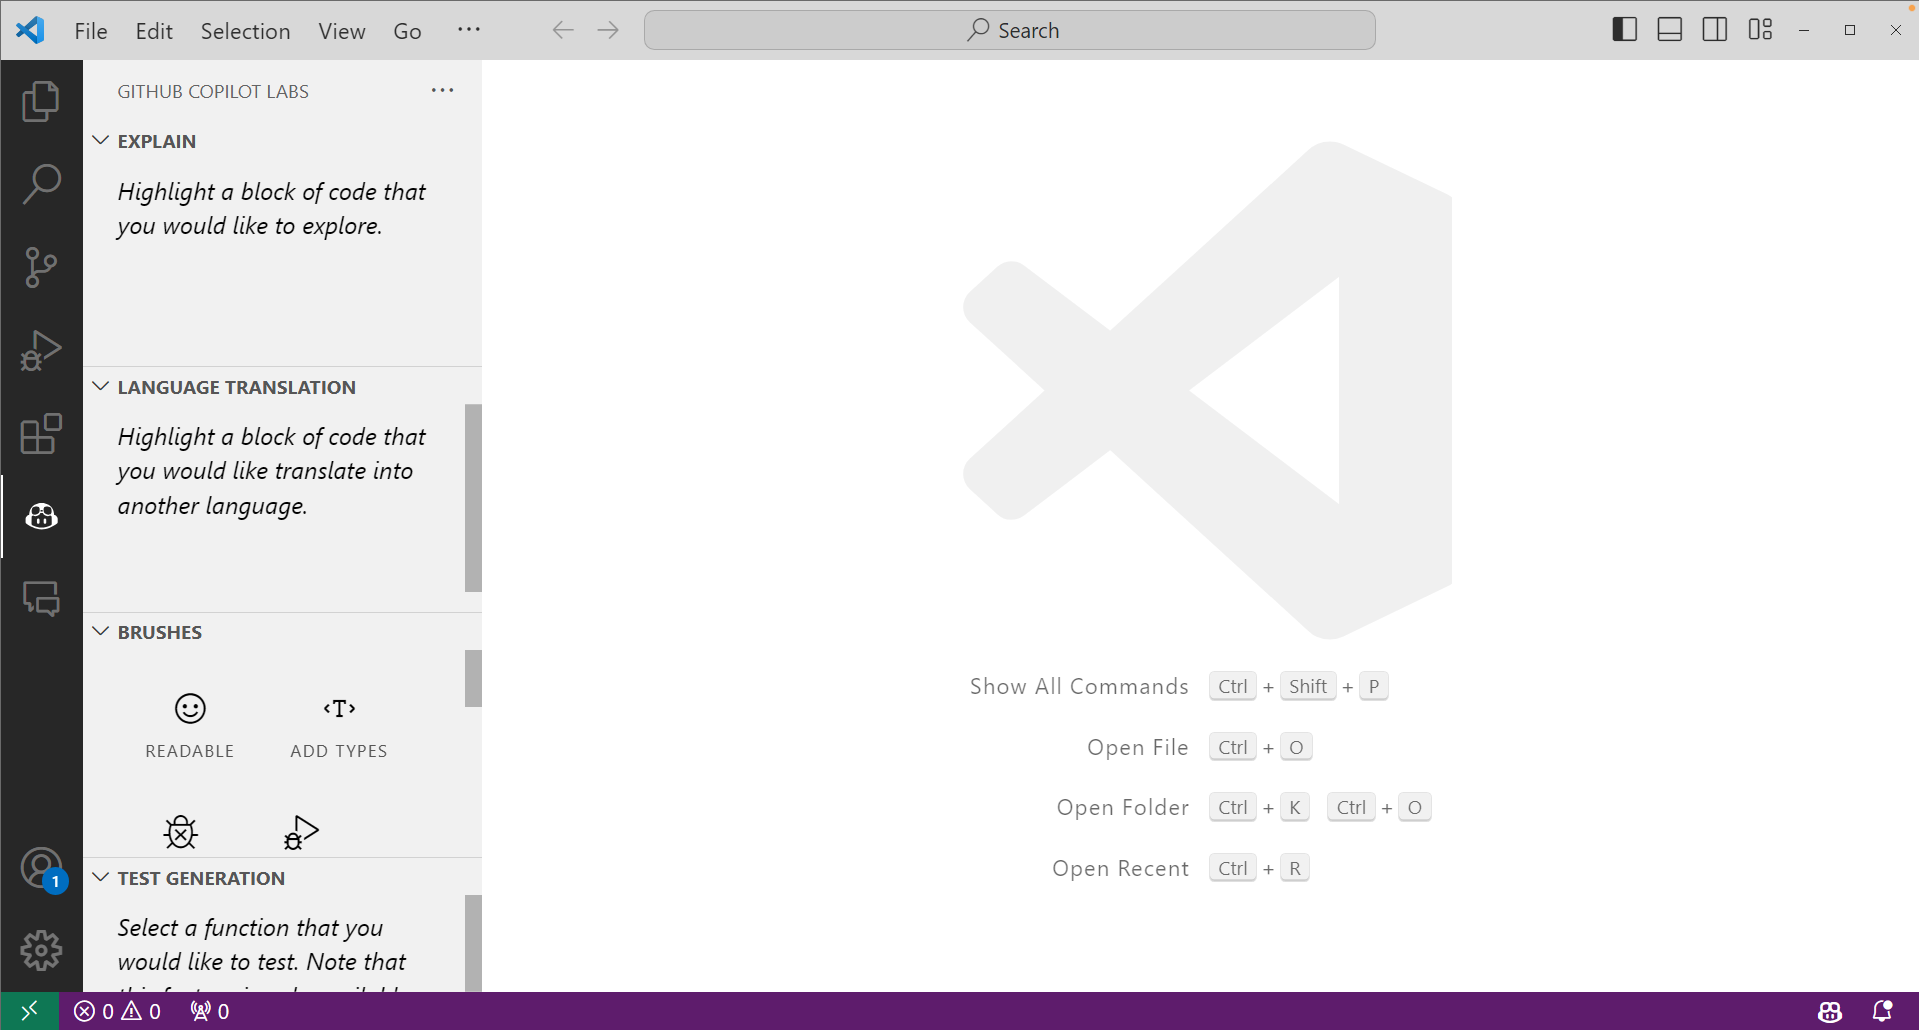 File Edit Selection View Go ···
Search
GITHUB COPILOT LABS ···
EXPLAIN
Highlight a block of code that
you would like to explore.
LANGUAGE TRANSLATION
Highlight a block of code that
you would like translate into
another language.
BRUSHES
READABLE ADD TYPES
TEST GENERATION
Select a function that you
would like to test. Note that
Show All Commands Ctrl + Shift + P
Open File Ctrl + O
Open Folder Ctrl + K Ctrl + O
Open Recent Ctrl + R
1
0 0 0